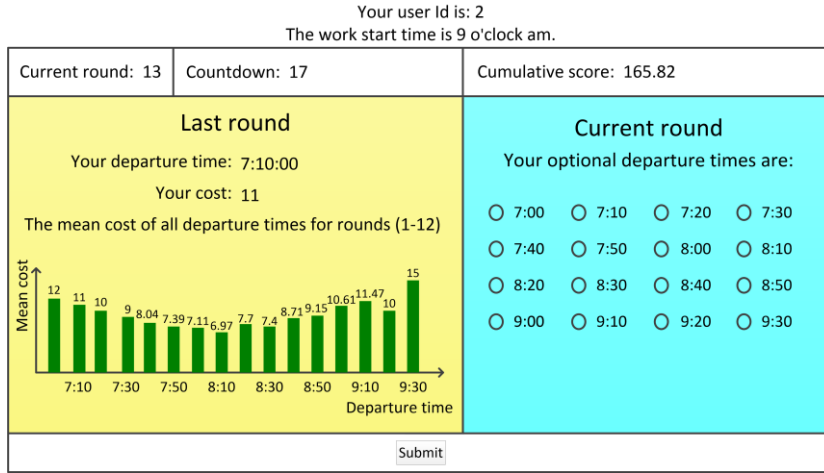 Your user Id is: 2
The work start time is 9 o'clock am.
Current round: 13 Countdown: 17 Cumulative score: 165.82
Last round
Your departure time: 7:10:00
Your cost: 11
The mean cost of all departure times for rounds (1-12)
Mean cost
12 11 10 9 8.04 7.39 7.11 6.97 7.7 7.4 8.71 9.15 10.61 11.47 10 15
7:10 7:30 7:50 8:10 8:30 8:50 9:10 9:30
Departure time
Current round
Your optional departure times are:
7:00 7:10 7:20 7:30
7:40 7:50 8:00 8:10
8:20 8:30 8:40 8:50
9:00 9:10 9:20 9:30
Submit